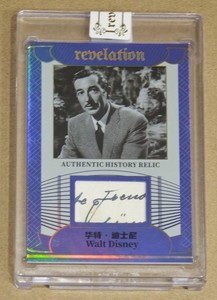 revelation
AUTHENTIC HISTORY RELIC
华特·迪士尼
Walt Disney